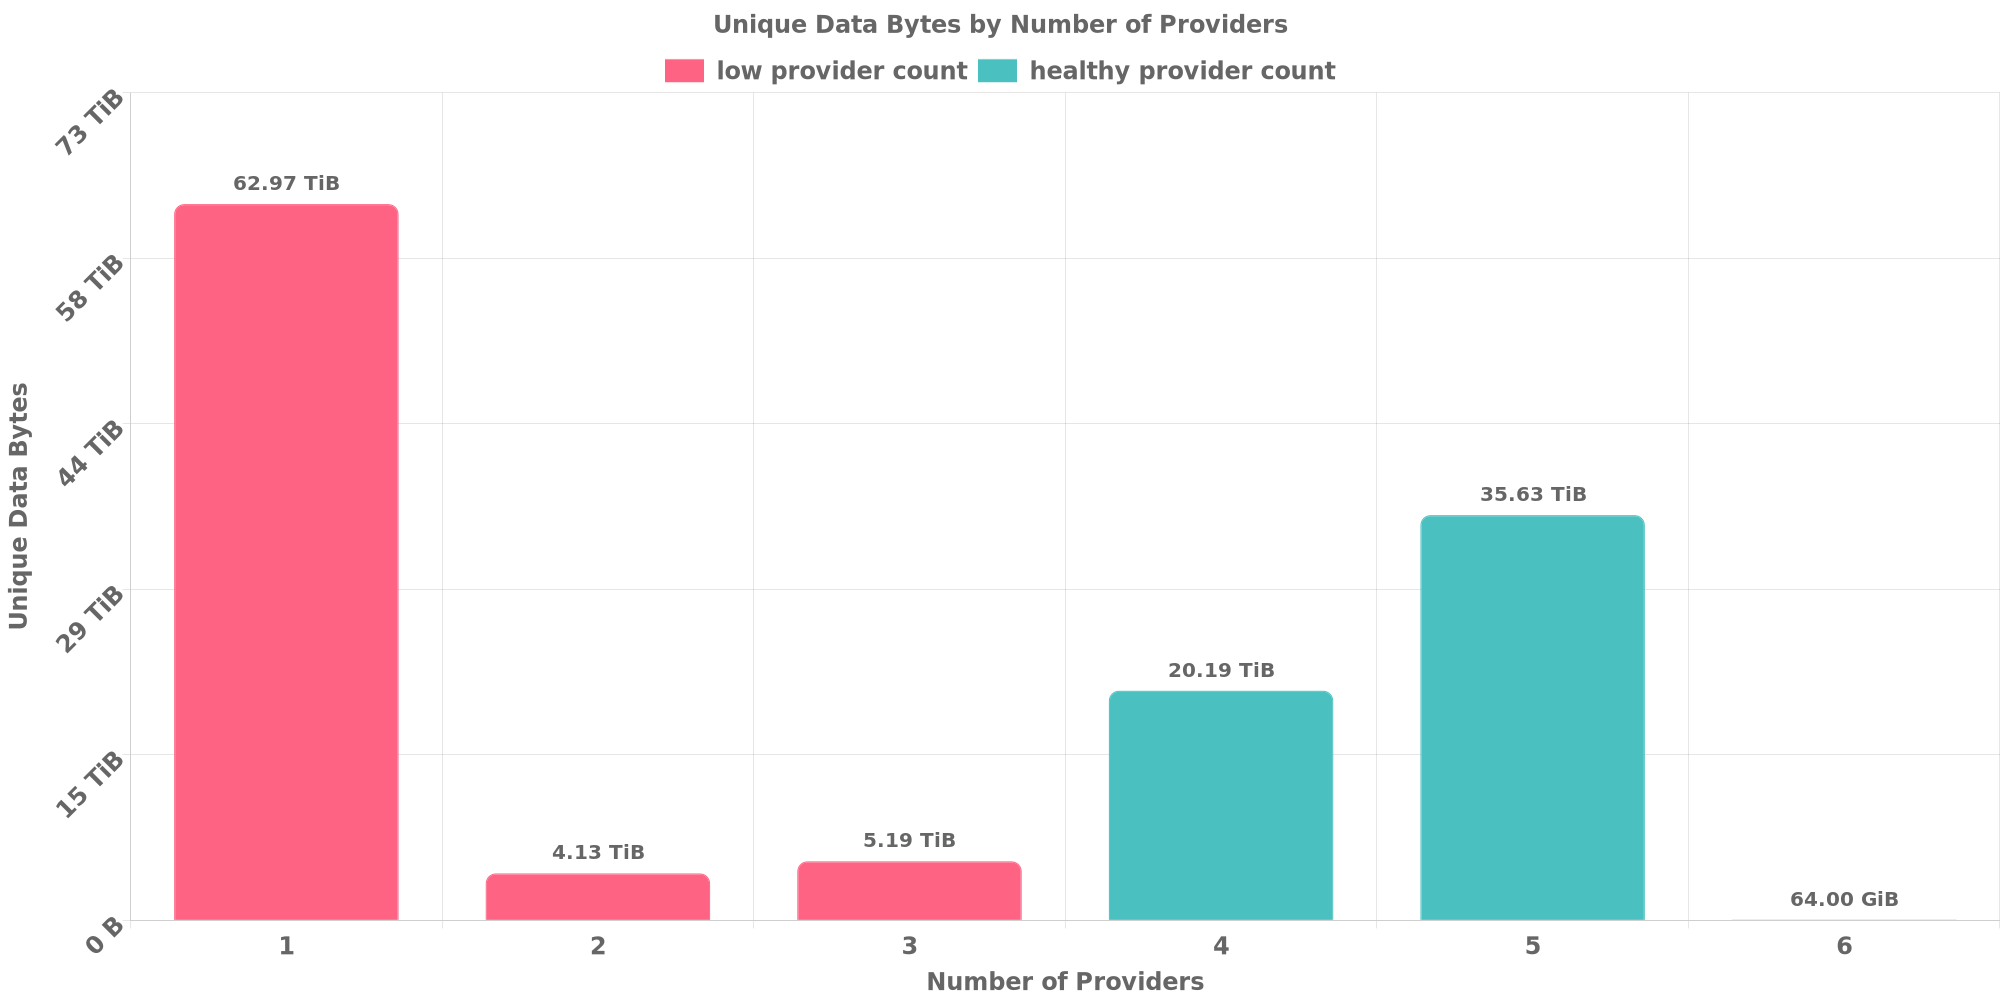 Unique Data Bytes by Number of Providers
low provider count healthy provider count
73 TiB
58 TiB
44 TiB
29 TiB
15 TiB
0 B
Unique Data Bytes
62.97 TiB
4.13 TiB
5.19 TiB
20.19 TiB
35.63 TiB
64.00 GiB
1 2 3 4 5 6
Number of Providers